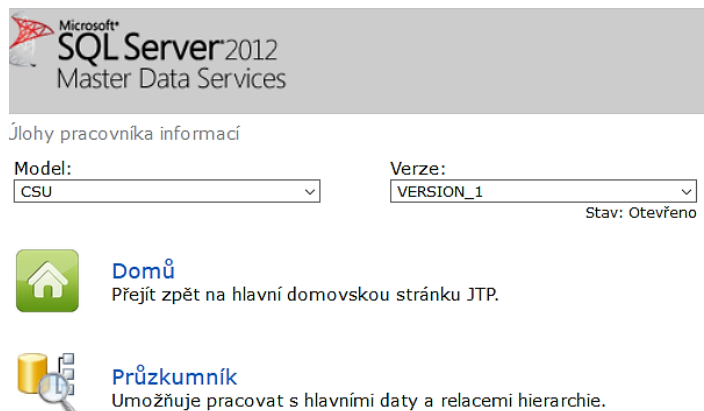 Microsoft
SQL Server 2012
Master Data Services
Úlohy pracovníka informací
Model:
Verze:
CSU
VERSION_1
Stav: Otevřeno
Domů
Přejít zpět na hlavní domovskou stránku JTP.
Průzkumník
Umožňuje pracovat s hlavními daty a relacemi hierarchie.